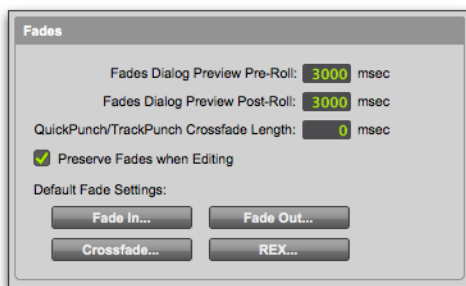 Fades
Fades Dialog Preview Pre-Roll: 3000 msec
Fades Dialog Preview Post-Roll: 3000 msec
QuickPunch/TrackPunch Crossfade Length: 0 msec
Preserve Fades when Editing
Default Fade Settings:
Fade In... Fade Out...
Crossfade... REX...